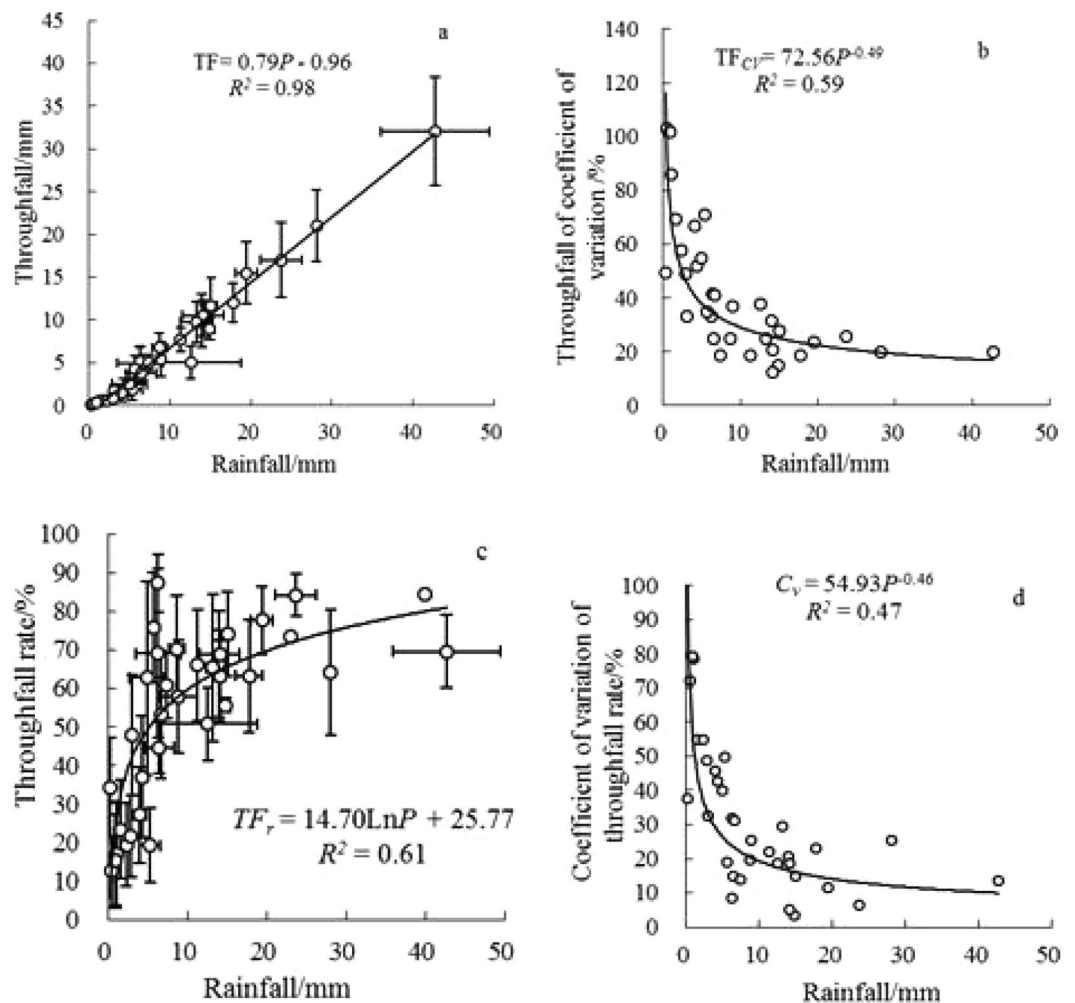 a
TF= 0.79P - 0.96
R² = 0.98
45
40
35
30
25
20
15
10
5
0
Throughfall/mm
0 10 20 30 40 50
Rainfall/mm
b
TF_CV= 72.56P^-0.49
R² = 0.59
140
120
100
80
60
40
20
0
Throughfall of coefficient of
variation /%
0 10 20 30 40 50
Rainfall/mm
c
100
90
80
70
60
50
40
30
20
10
0
Throughfall rate/%
TF_r = 14.70LnP + 25.77
R² = 0.61
0 10 20 30 40 50
Rainfall/mm
d
C_v = 54.93P^-0.46
R² = 0.47
100
90
80
70
60
50
40
30
20
10
0
Coefficient of variation of
throughfall rate/%
0 10 20 30 40 50
Rainfall/mm